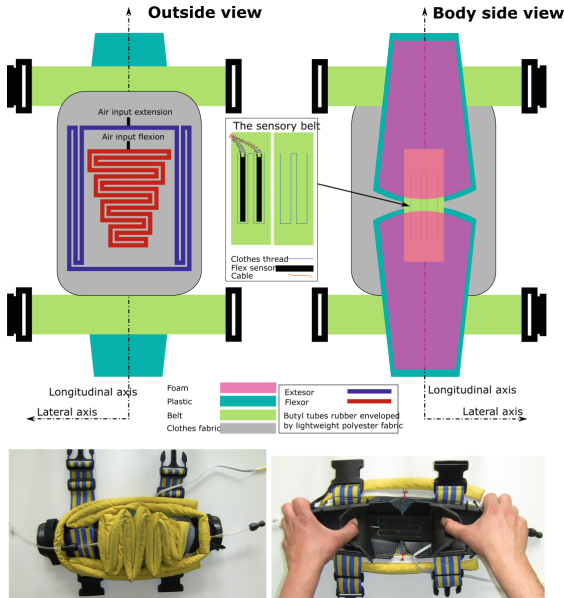 Outside view
Body side view
Air input extension
Air input flexion
The sensory belt
Clothes thread
Flex sensor
Cable
Longitudinal axis
Lateral axis
Foam
Plastic
Belt
Clothes fabric
Extesor
Flexor
Butyl tubes rubber enveloped
by lightweight polyester fabric
Longitudinal axis
Lateral axis